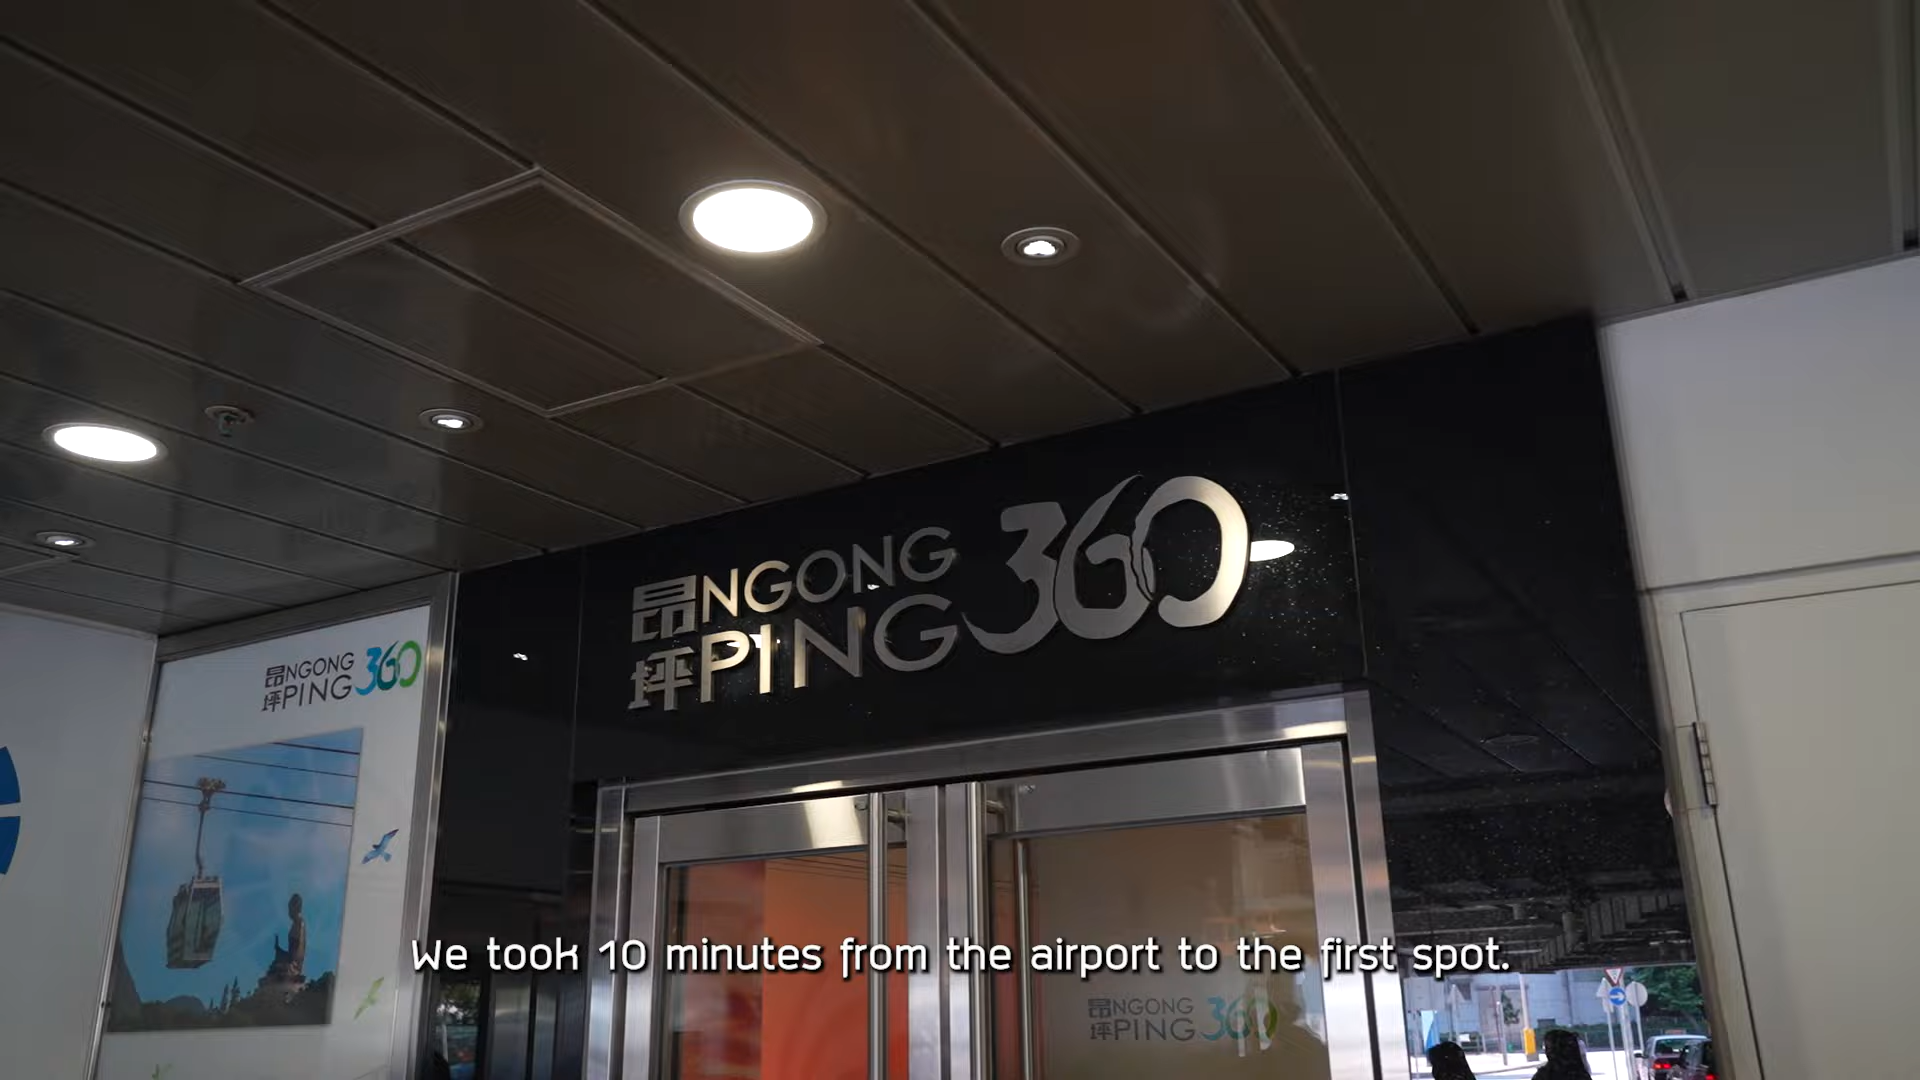 昂NGONG
坪PING360
昂NGONG
坪PING360
We took 10 minutes from the airport to the first spot.
昂NGONG
坪PING360